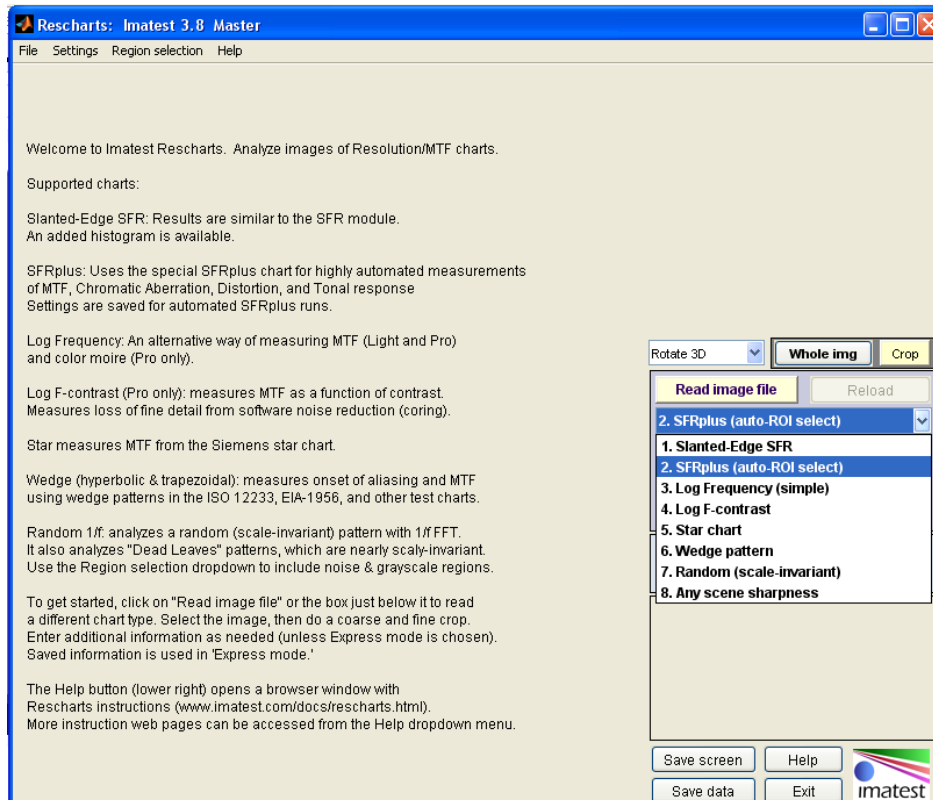 Rescharts: Imatest 3.8 Master
File Settings Region selection Help
Welcome to Imatest Rescharts. Analyze images of Resolution/MTF charts.
Supported charts:
Slanted-Edge SFR: Results are similar to the SFR module.
An added histogram is available.
SFRplus: Uses the special SFRplus chart for highly automated measurements
of MTF, Chromatic Aberration, Distortion, and Tonal response
Settings are saved for automated SFRplus runs.
Log Frequency: An alternative way of measuring MTF (Light and Pro)
and color moire (Pro only).
Log F-contrast (Pro only): measures MTF as a function of contrast.
Measures loss of fine detail from software noise reduction (coring).
Star measures MTF from the Siemens star chart.
Wedge (hyperbolic & trapezoidal): measures onset of aliasing and MTF
using wedge patterns in the ISO 12233, EIA-1956, and other test charts.
Random 1/f: analyzes a random (scale-invariant) pattern with 1/f FFT.
It also analyzes "Dead Leaves" patterns, which are nearly scaly-invariant.
Use the Region selection dropdown to include noise & grayscale regions.
To get started, click on "Read image file" or the box just below it to read
a different chart type. Select the image, then do a coarse and fine crop.
Enter additional information as needed (unless Express mode is chosen).
Saved information is used in 'Express mode.'
The Help button (lower right) opens a browser window with
Rescharts instructions (www.imatest.com/docs/rescharts.html).
More instruction web pages can be accessed from the Help dropdown menu.
Rotate 3D Whole img Crop
Read image file Reload
2. SFRplus (auto-ROI select)
1. Slanted-Edge SFR
2. SFRplus (auto-ROI select)
3. Log Frequency (simple)
4. Log F-contrast
5. Star chart
6. Wedge pattern
7. Random (scale-invariant)
8. Any scene sharpness
Save screen Help
Save data Exit
imatest